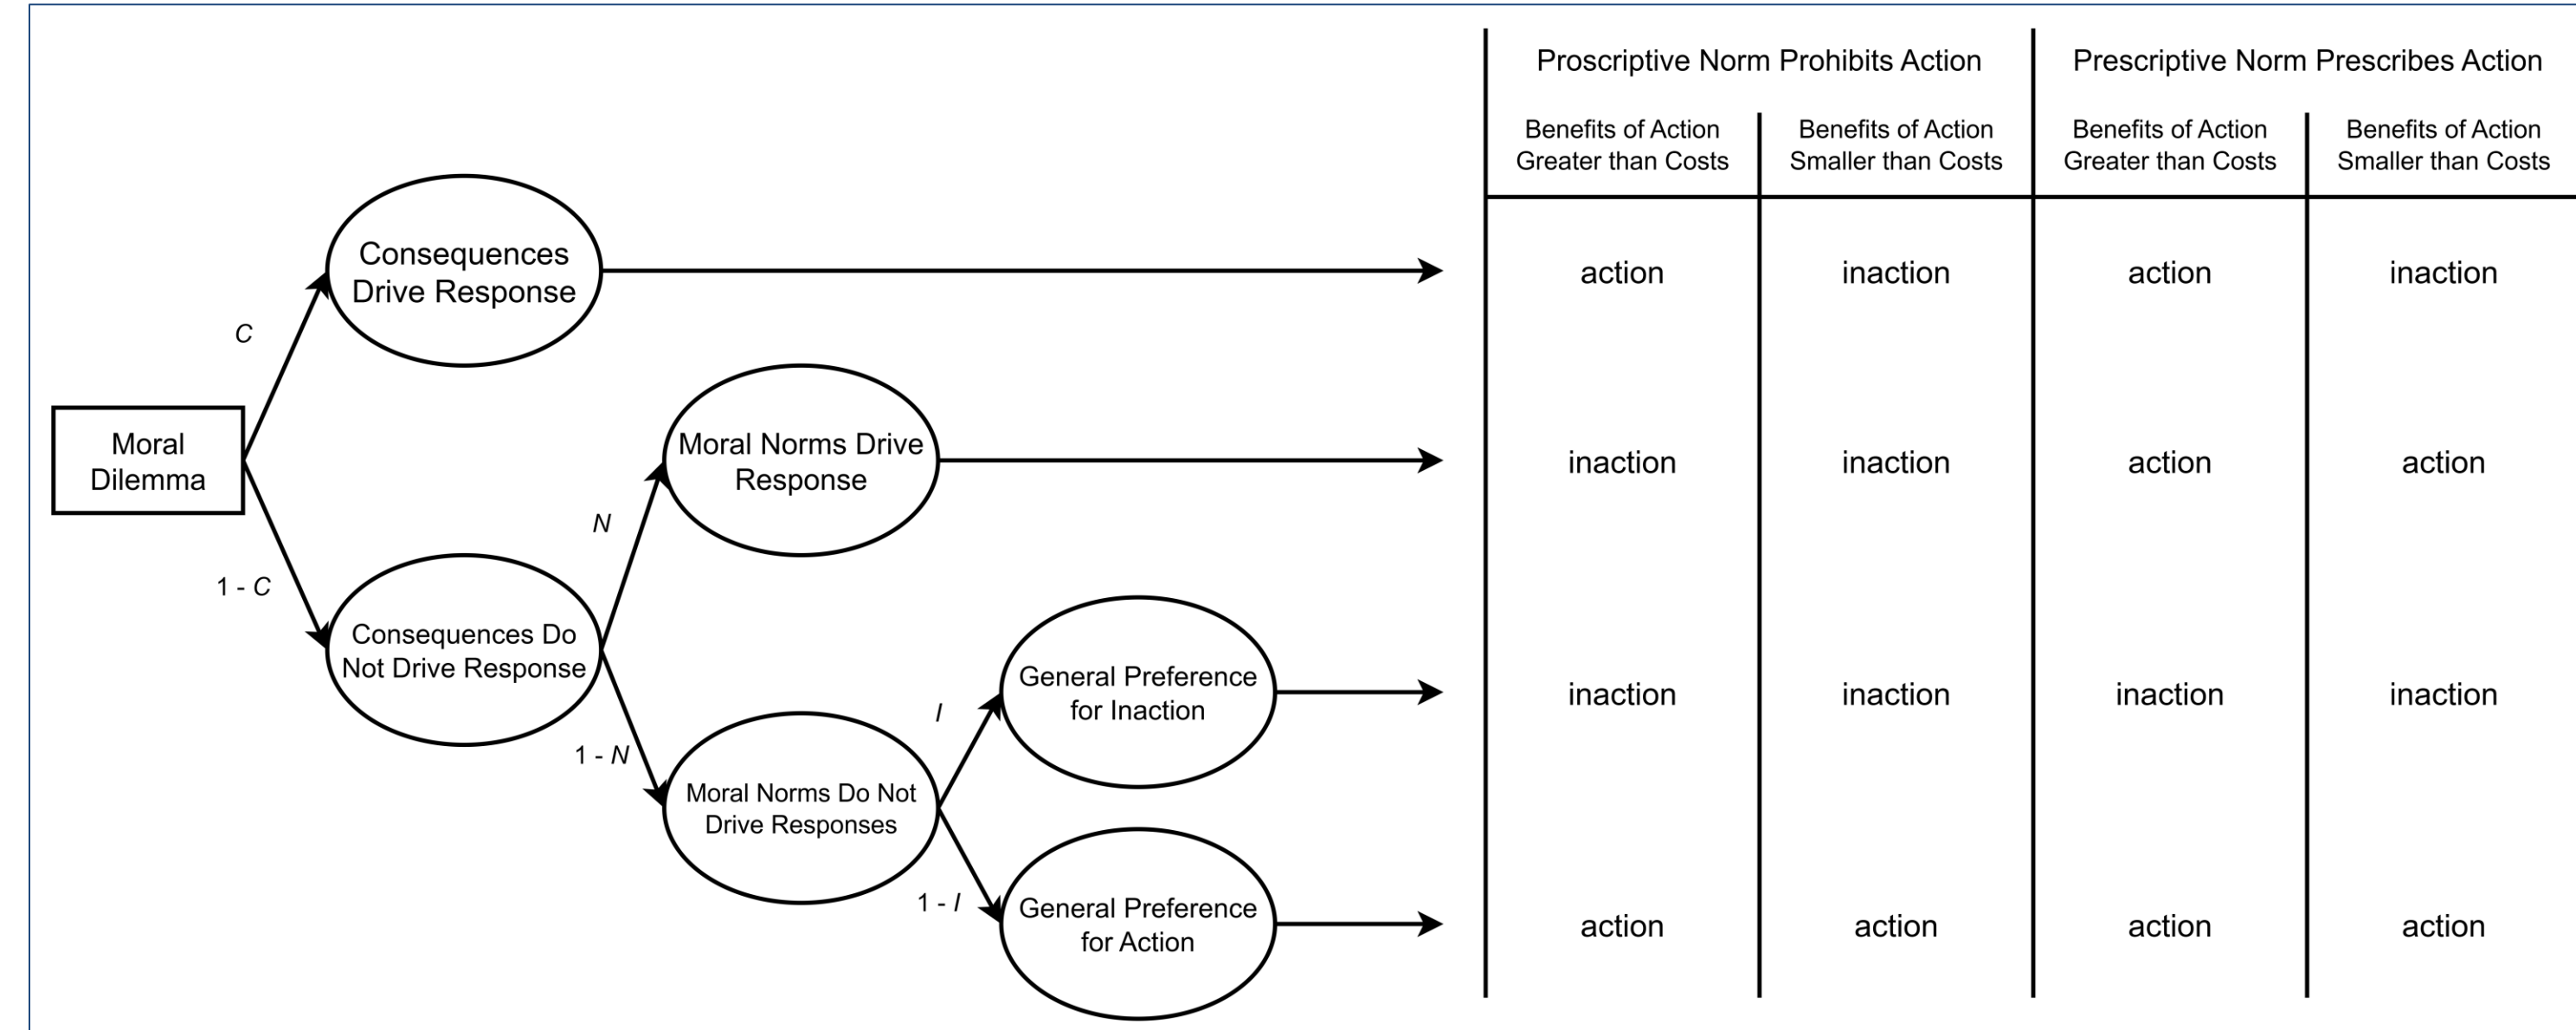 Proscriptive Norm Prohibits Action
Prescriptive Norm Prescribes Action
Benefits of Action
Greater than Costs
Benefits of Action
Smaller than Costs
Benefits of Action
Greater than Costs
Benefits of Action
Smaller than Costs
Consequences
Drive Response
action
inaction
action
inaction
C
Moral
Dilemma
Moral Norms Drive
Response
inaction
inaction
action
action
N
1 - C
Consequences Do
Not Drive Response
General Preference
for Inaction
inaction
inaction
inaction
inaction
I
1 - N
Moral Norms Do Not
Drive Responses
1 - I
General Preference
for Action
action
action
action
action